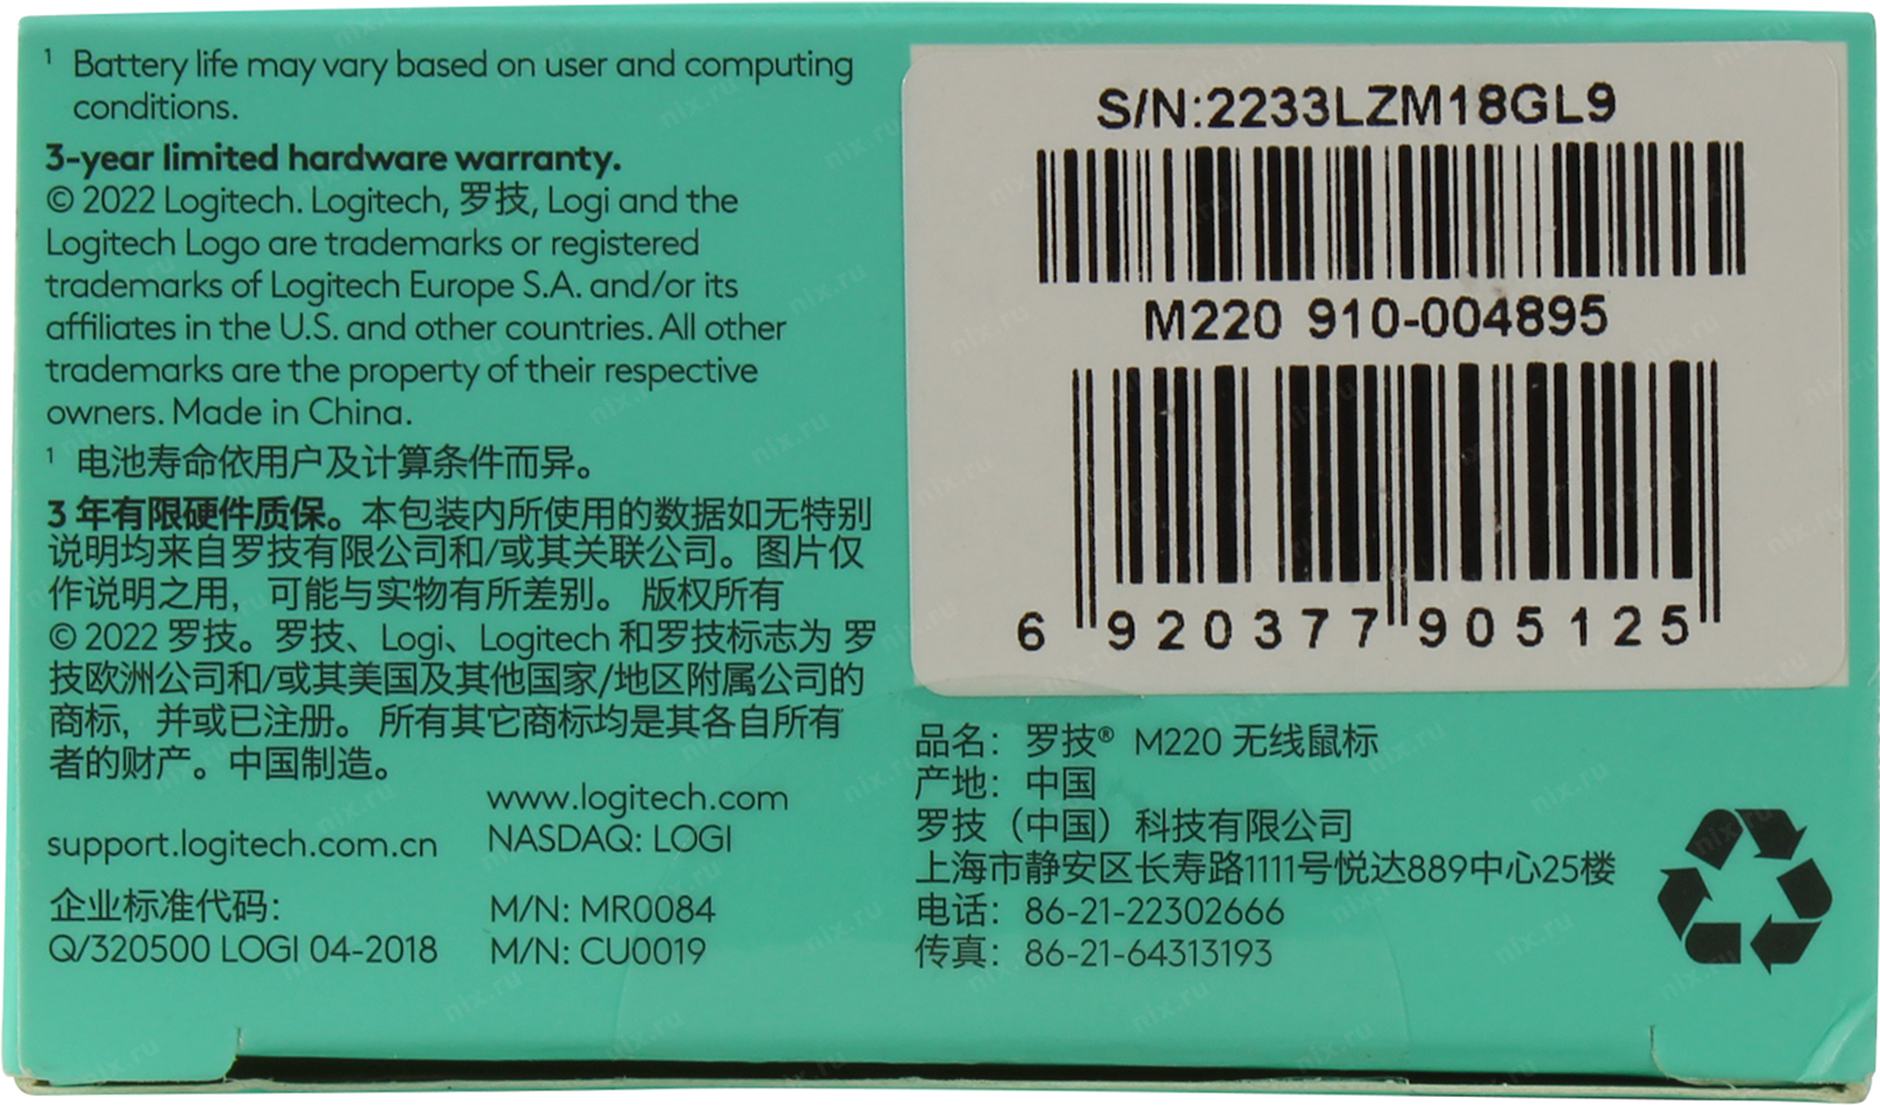 ¹ Battery life may vary based on user and computing
conditions.
3-year limited hardware warranty.
© 2022 Logitech. Logitech, 罗技, Logi and the
Logitech Logo are trademarks or registered
trademarks of Logitech Europe S.A. and/or its
affiliates in the U.S. and other countries. All other
trademarks are the property of their respective
owners. Made in China.
¹ 电池寿命依用户及计算条件而异。
3 年有限硬件质保。本包装内所使用的数据如无特别
说明均来自罗技有限公司和/或其关联公司。图片仅
作说明之用，可能与实物有所差别。 版权所有
© 2022 罗技。罗技、Logi、Logitech 和罗技标志为 罗
技欧洲公司和/或其美国及其他国家/地区附属公司的
商标，并或已注册。 所有其它商标均是其各自所有
者的财产。中国制造。
support.logitech.com.cn
企业标准代码：
Q/320500 LOGI 04-2018
www.logitech.com
NASDAQ: LOGI
M/N: MR0084
M/N: CU0019
S/N:2233LZM18GL9
M220 910-004895
6 920377 905125
品名： 罗技® M220 无线鼠标
产地： 中国
罗技（中国）科技有限公司
上海市静安区长寿路1111号悦达889中心25楼
电话： 86-21-22302666
传真： 86-21-64313193
nix.ru